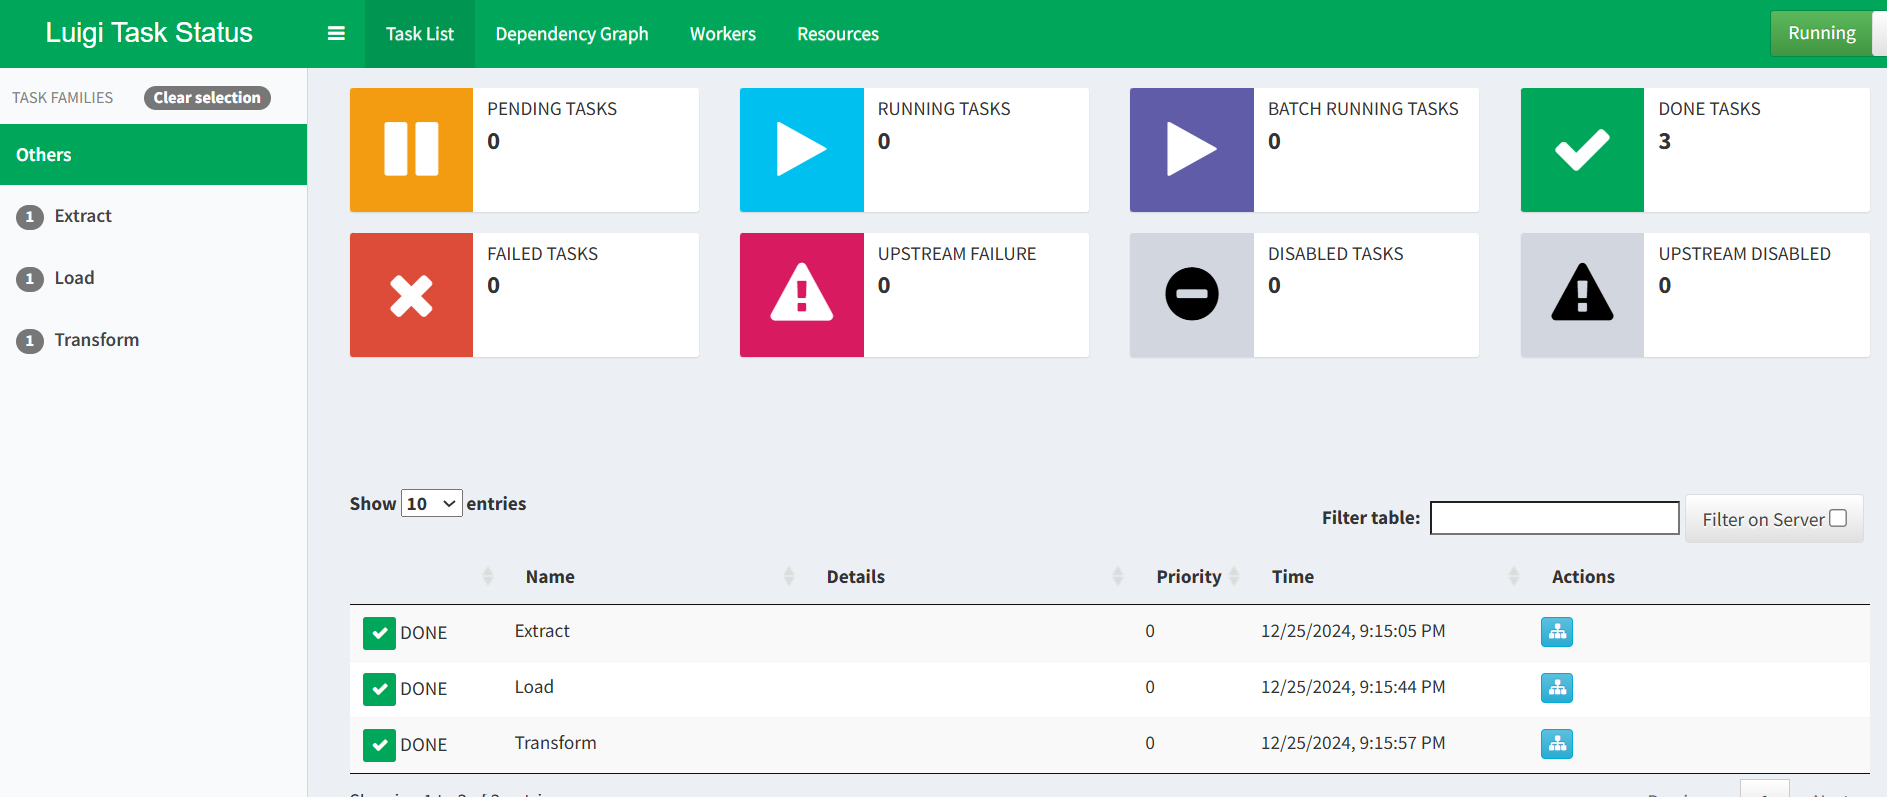 Luigi Task Status
Task List
Dependency Graph
Workers
Resources
Running
TASK FAMILIES
Clear selection
Others
1 Extract
1 Load
1 Transform
PENDING TASKS
0
RUNNING TASKS
0
BATCH RUNNING TASKS
0
DONE TASKS
3
FAILED TASKS
0
UPSTREAM FAILURE
0
DISABLED TASKS
0
UPSTREAM DISABLED
0
Show 10 entries
Filter table:
Filter on Server
Name Details Priority Time Actions
DONE Extract 0 12/25/2024, 9:15:05 PM
DONE Load 0 12/25/2024, 9:15:44 PM
DONE Transform 0 12/25/2024, 9:15:57 PM